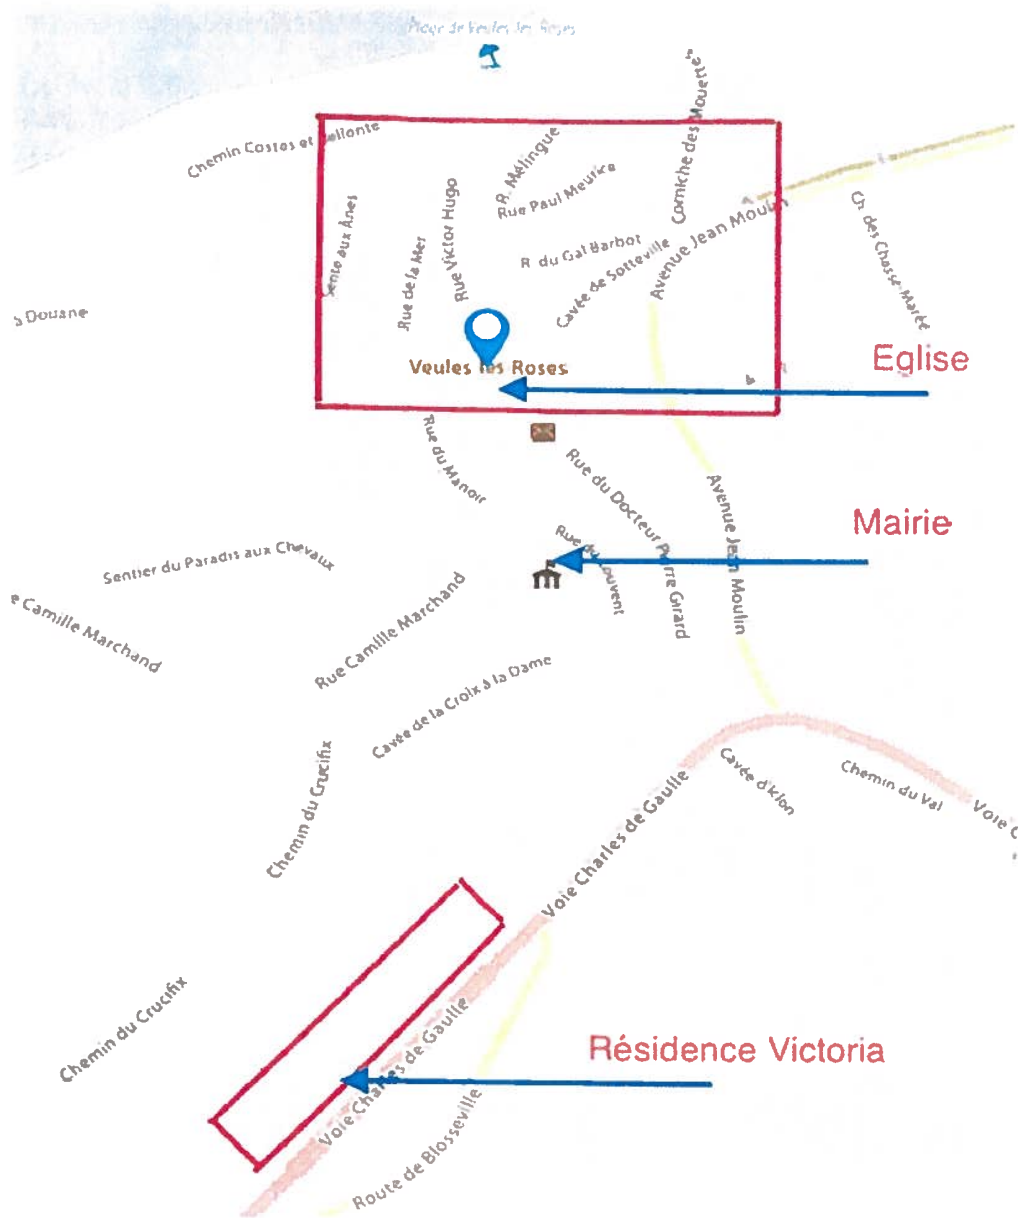 Plage de Veules les Roses
Chemin Costes et Bellonte
R. Mélingue
Rue Paul Meurice
Corniche des Mouettes
Sente aux Anes
Rue Victor Hugo
Rue de la Mer
R du Gal Barbot
Cavée de Sotteville
Avenue Jean Moulin
Ch des Chasse-Marée
Douane
Veules les Roses
Eglise
Rue du Manoir
Rue du Docteur Pierre Girard
Avenue Jean Moulin
Mairie
Rue du Couvent
Sentier du Paradis aux Chevaux
e Camille Marchand
Rue Camille Marchand
Cavée de la Croix à la Dame
Chemin du Crucifix
Voie Charles de Gaulle
Cavée d'Iclon
Chemin du Val
Voie C
Chemin du Crucifix
Voie Charles de Gaulle
Résidence Victoria
Route de Blosseville